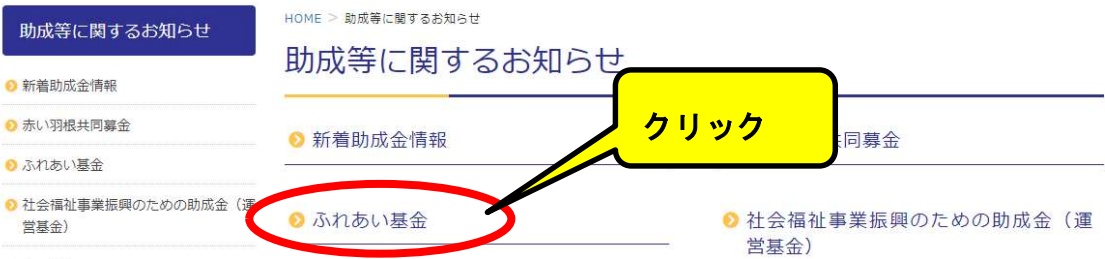 助成等に関するお知らせ
新着助成金情報
赤い羽根共同募金
ふれあい基金
社会福祉事業振興のための助成金（運
営基金）
HOME > 助成等に関するお知らせ
助成等に関するお知らせ
クリック
新着助成金情報
共同募金
ふれあい基金
社会福祉事業振興のための助成金（運
営基金）